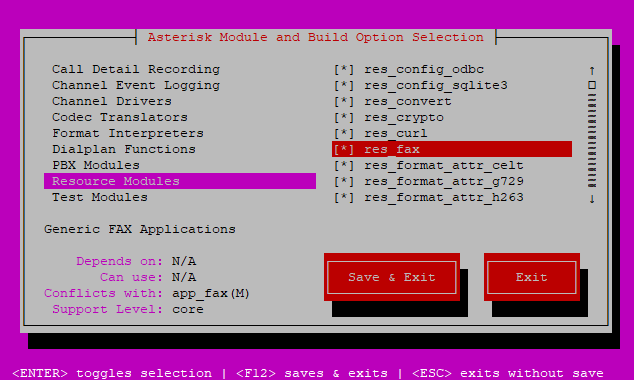 Asterisk Module and Build Option Selection
Call Detail Recording [*] res_config_odbc
Channel Event Logging [*] res_config_sqlite3
Channel Drivers [*] res_convert
Codec Translators [*] res_crypto
Format Interpreters [*] res_curl
Dialplan Functions [*] res_fax
PBX Modules [*] res_format_attr_celt
Resource Modules [*] res_format_attr_g729
Test Modules [*] res_format_attr_h263
Generic FAX Applications
Depends on: N/A
Can use: N/A
Conflicts with: app_fax(M)
Support Level: core
Save & Exit Exit
<ENTER> toggles selection | <F12> saves & exits | <ESC> exits without save